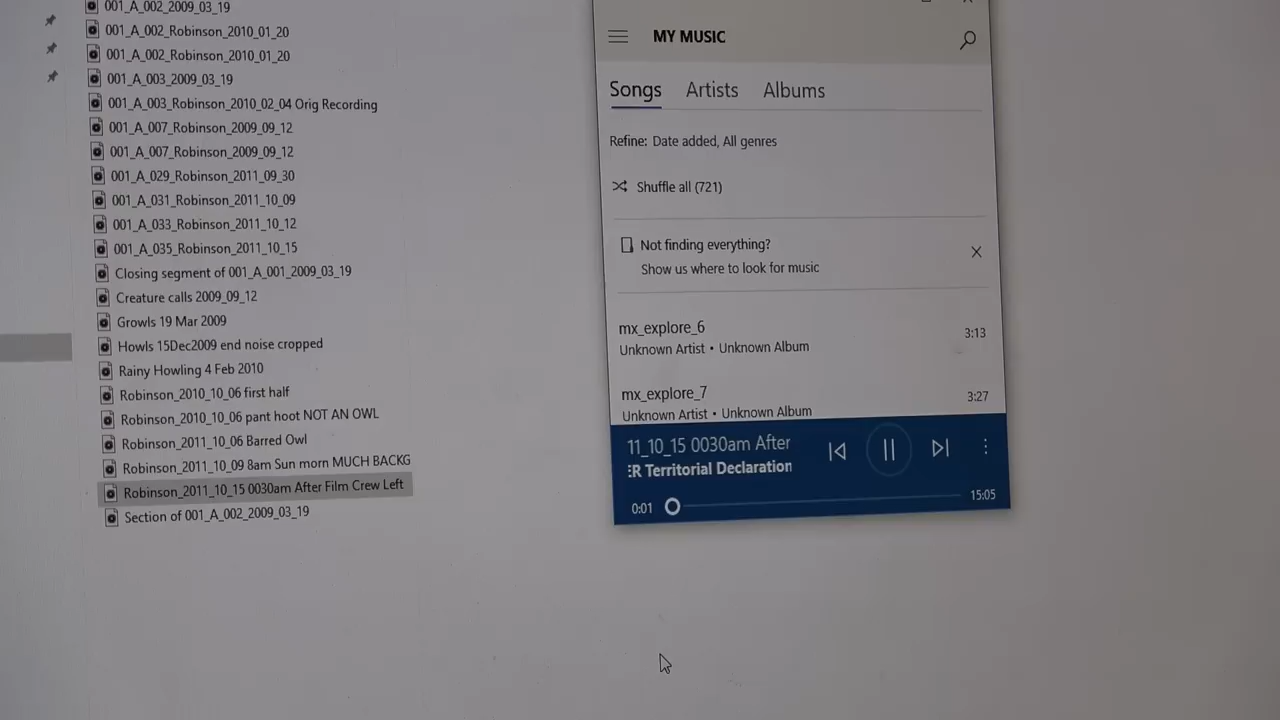 001_A_002_2009_03_19
001_A_002_Robinson_2010_01_20
001_A_002_Robinson_2010_01_20
001_A_003_2009_03_19
001_A_003_Robinson_2010_02_04 Orig Recording
001_A_007_Robinson_2009_09_12
001_A_007_Robinson_2009_09_12
001_A_029_Robinson_2011_09_30
001_A_031_Robinson_2011_10_09
001_A_033_Robinson_2011_10_12
001_A_035_Robinson_2011_10_15
Closing segment of 001_A_001_2009_03_19
Creature calls 2009_09_12
Growls 19 Mar 2009
Howls 15Dec2009 end noise cropped
Rainy Howling 4 Feb 2010
Robinson_2010_10_06 first half
Robinson_2010_10_06 pant hoot NOT AN OWL
Robinson_2011_10_06 Barred Owl
Robinson_2011_10_09 8am Sun morn MUCH BACKG
Robinson_2011_10_15 0030am After Film Crew Left
Section of 001_A_002_2009_03_19
MY MUSIC
Songs Artists Albums
Refine: Date added, All genres
Shuffle all (721)
Not finding everything?
Show us where to look for music
mx_explore_6
3:13
Unknown Artist • Unknown Album
mx_explore_7
3:27
Unknown Artist • Unknown Album
11_10_15 0030am After
ER Territorial Declaration
0:01
15:05